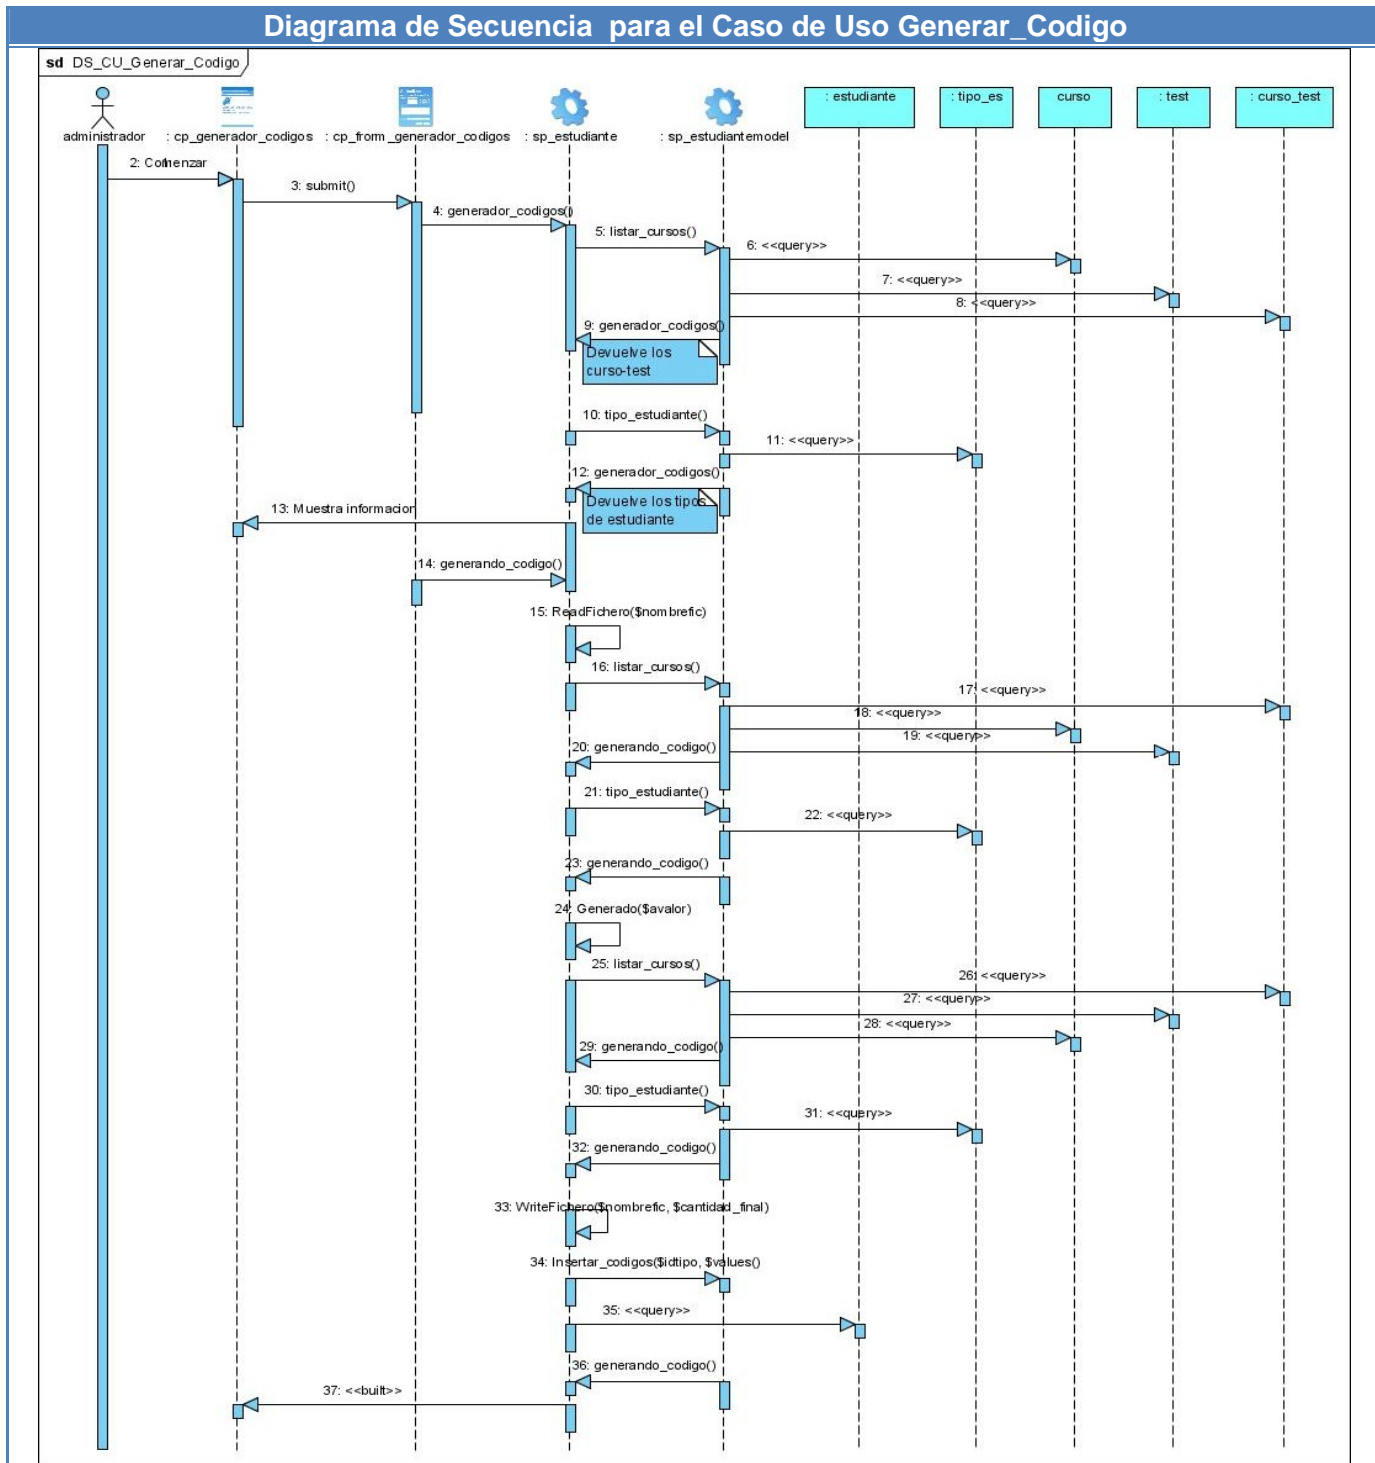 Diagrama de Secuencia para el Caso de Uso Generar_Codigo
sd DS_CU_Generar_Codigo
: estudiante
: tipo_es
curso
: test
: curso_test
administrador
: cp_generador_codigos
: cp_frorm_generador_codigos
: sp_estudiante
: sp_estudiantemodel
2: Comenzar
3: submit()
4: generador_codigos()
5: listar_cursos()
6: <<query>>
7: <<query>>
8: <<query>>
9: generador_codigos()
Devuelve los
curso-test
10: tipo_estudiante()
11: <<query>>
12: generador_codigos()
Devuelve los tipos
de estudiante
13: Muestra informacion
14: generando_codigo()
15: ReadFichero($nombrefic)
16: listar_cursos()
17: <<query>>
18: <<query>>
19: <<query>>
20: generando_codigo()
21: tipo_estudiante()
22: <<query>>
23: generando_codigo()
24: Generado($avalor)
25: listar_cursos()
26: <<query>>
27: <<query>>
28: <<query>>
29: generando_codigo()
30: tipo_estudiante()
31: <<query>>
32: generando_codigo()
33: WriteFichero($nombrefic, $cantidad_final)
34: Insertar_codigos($idtipo, $values()
35: <<query>>
36: generando_codigo()
37: <<built>>